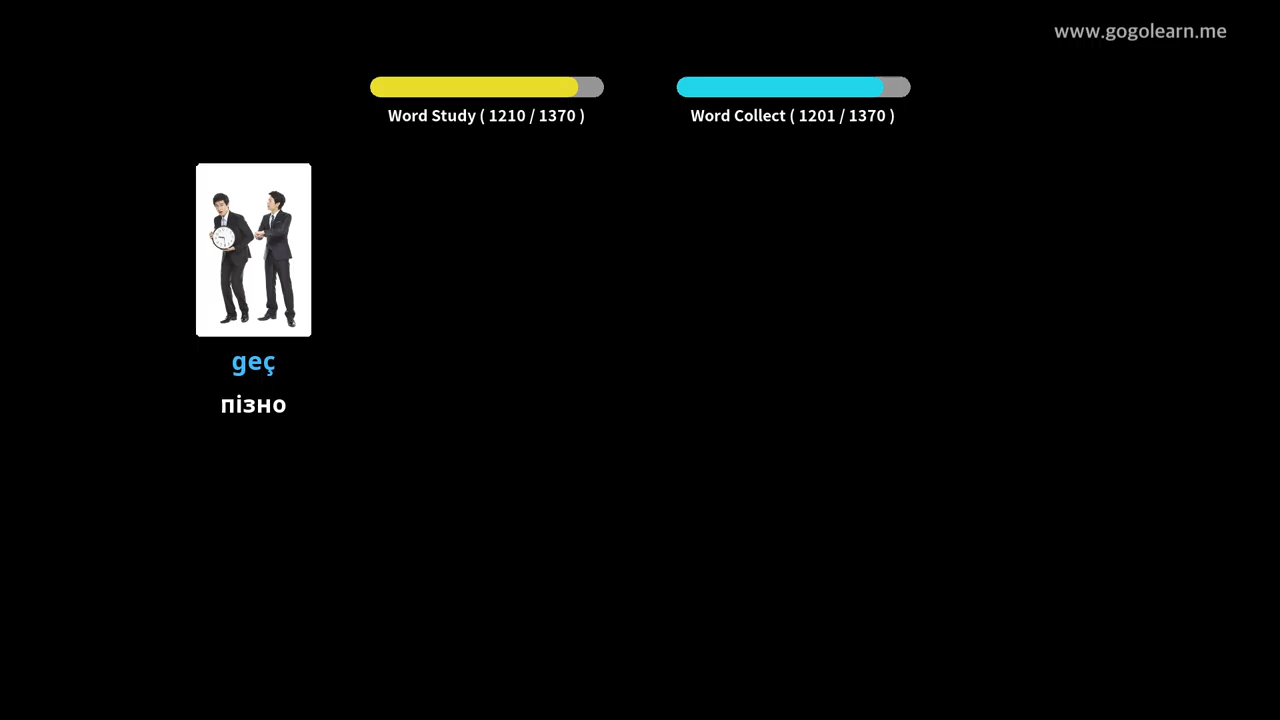 www.gogolearn.me
Word Study ( 1210 / 1370 )
Word Collect ( 1201 / 1370 )
geç
пізно